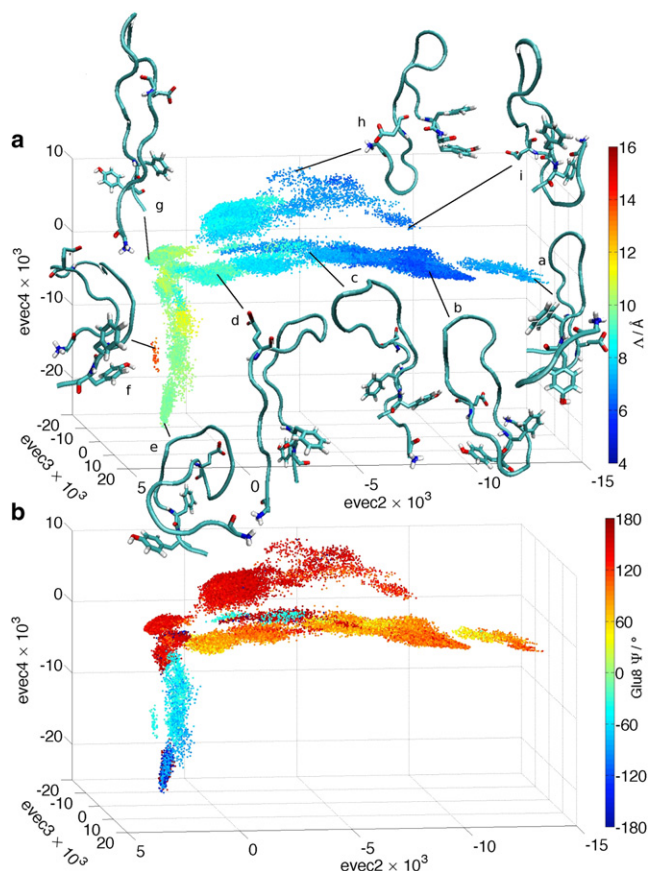 a
h
i
g
a
c
b
d
f
e
10
0
-10
-20
evec4 × 10³
-20
-10
0
10
20
evec3 × 10³
5
0
-5
-10
-15
evec2 × 10³
16
14
12
10
8
6
4
Λ / Å
b
10
0
-10
-20
evec4 × 10³
-20
-10
0
10
20
evec3 × 10³
5
0
-5
-10
-15
evec2 × 10³
180
120
60
0
-60
-120
-180
Glu8 Ψ / °